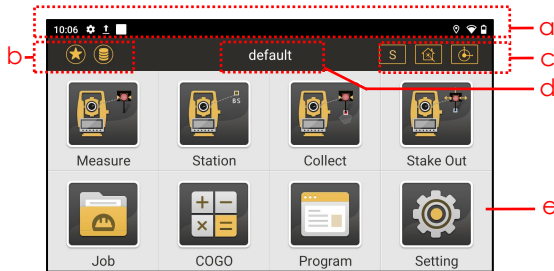 10:06
a
b
default
S
c
d
BS
Measure Station Collect Stake Out
e
Job COGO Program Setting